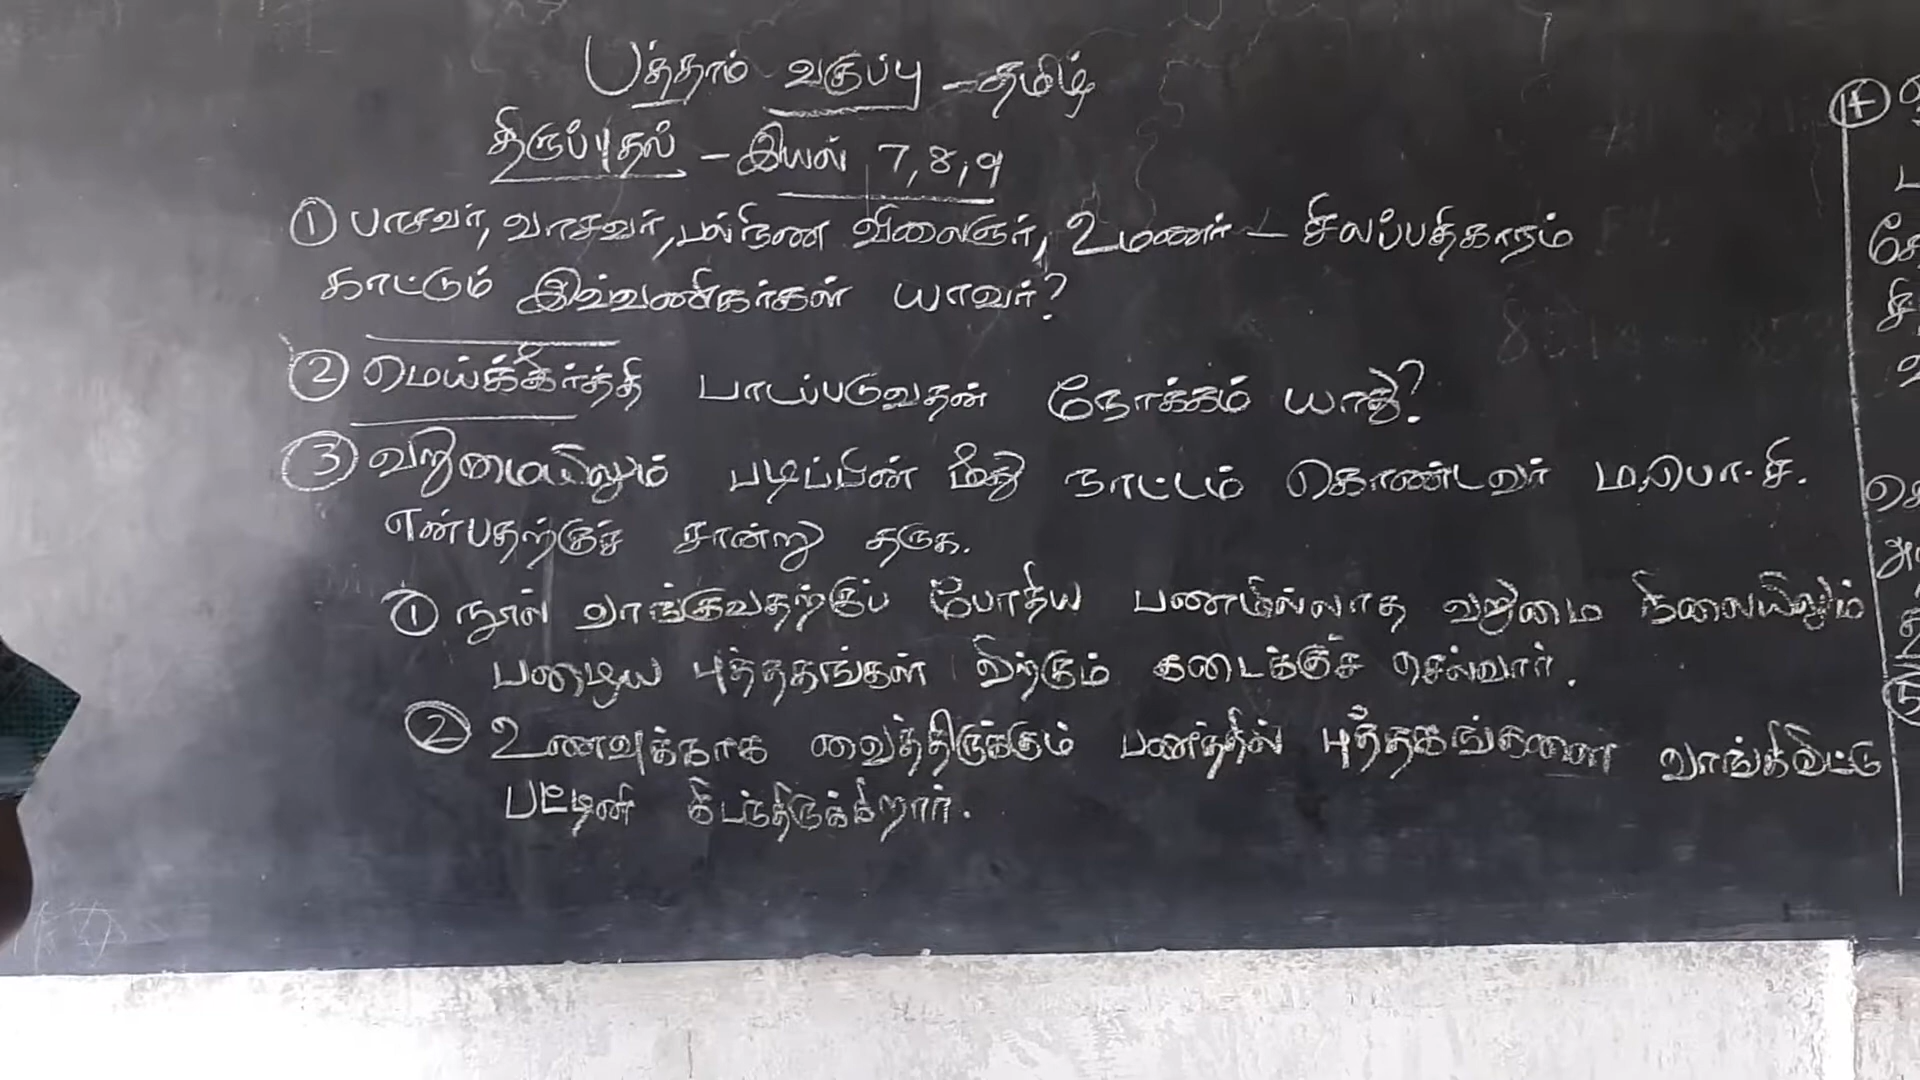 பத்தாம் வகுப்பு - தமிழ்
திருப்புதல் - இயல் 7,8,9
① பாசவர், வாசவர், பல்நிண விலைஞர், உமணர் - சிலப்பதிகாரம்
காட்டும் இவ்வணிகர்கள் யாவர்?
② மெய்க்கீர்த்தி பாடப்படுவதன் நோக்கம் யாது?
③ வறுமையிலும் படிப்பின் மீது நாட்டம் கொண்டவர் ம.பொ.சி.
என்பதற்குச் சான்று தருக.
① நூல் வாங்குவதற்குப் போதிய பணமில்லாத வறுமை நிலையிலும்
பழைய புத்தகங்கள் விற்கும் கடைக்குச் செல்வார்.
② உணவுக்காக வைத்திருக்கும் பணத்தில் புத்தகங்களை வாங்கிவிட்டு
பட்டினி கிடந்திருக்கிறார்.
④
⑤